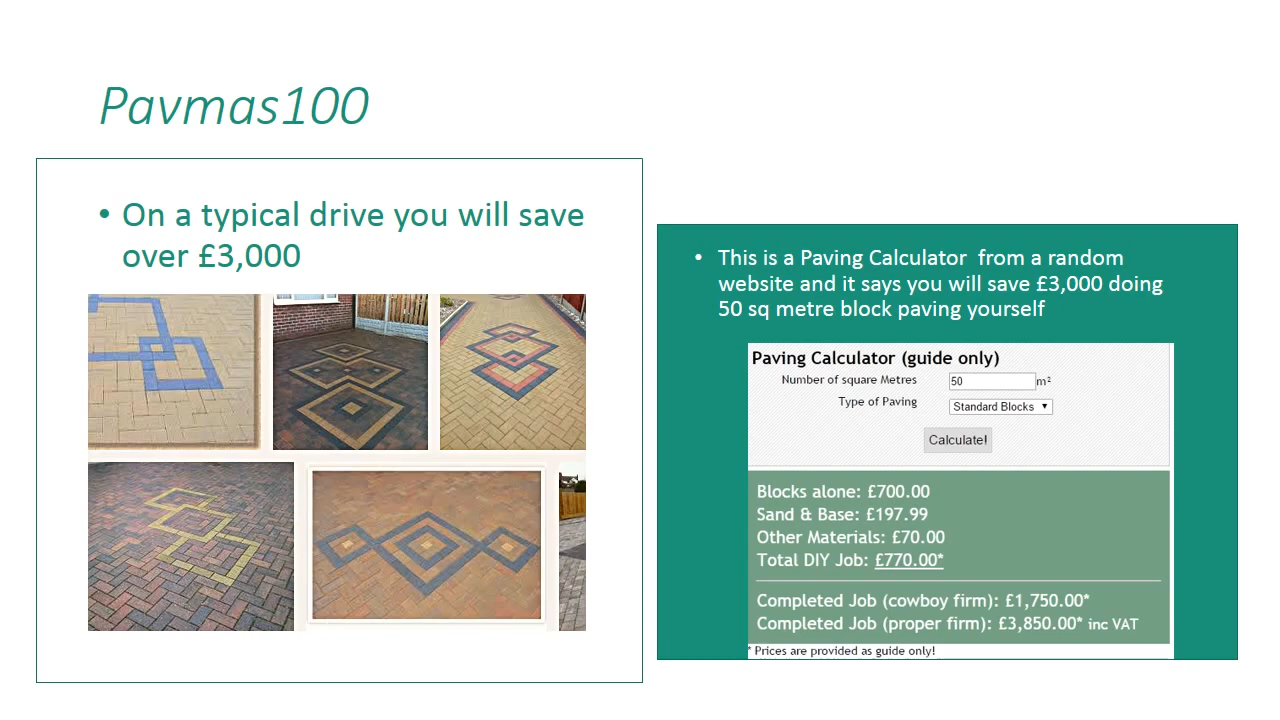 Pavmas100
• On a typical drive you will save
over £3,000
• This is a Paving Calculator from a random
website and it says you will save £3,000 doing
50 sq metre block paving yourself
Paving Calculator (guide only)
Number of square Metres 50 m²
Type of Paving Standard Blocks ▼
Calculate!
Blocks alone: £700.00
Sand & Base: £197.99
Other Materials: £70.00
Total DIY Job: £770.00*
Completed Job (cowboy firm): £1,750.00*
Completed Job (proper firm): £3,850.00* inc VAT
* Prices are provided as guide only!